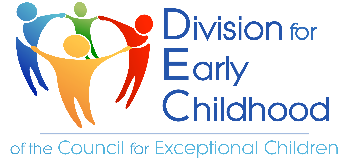 Division for
Early
Childhood
of the Council for Exceptional Children